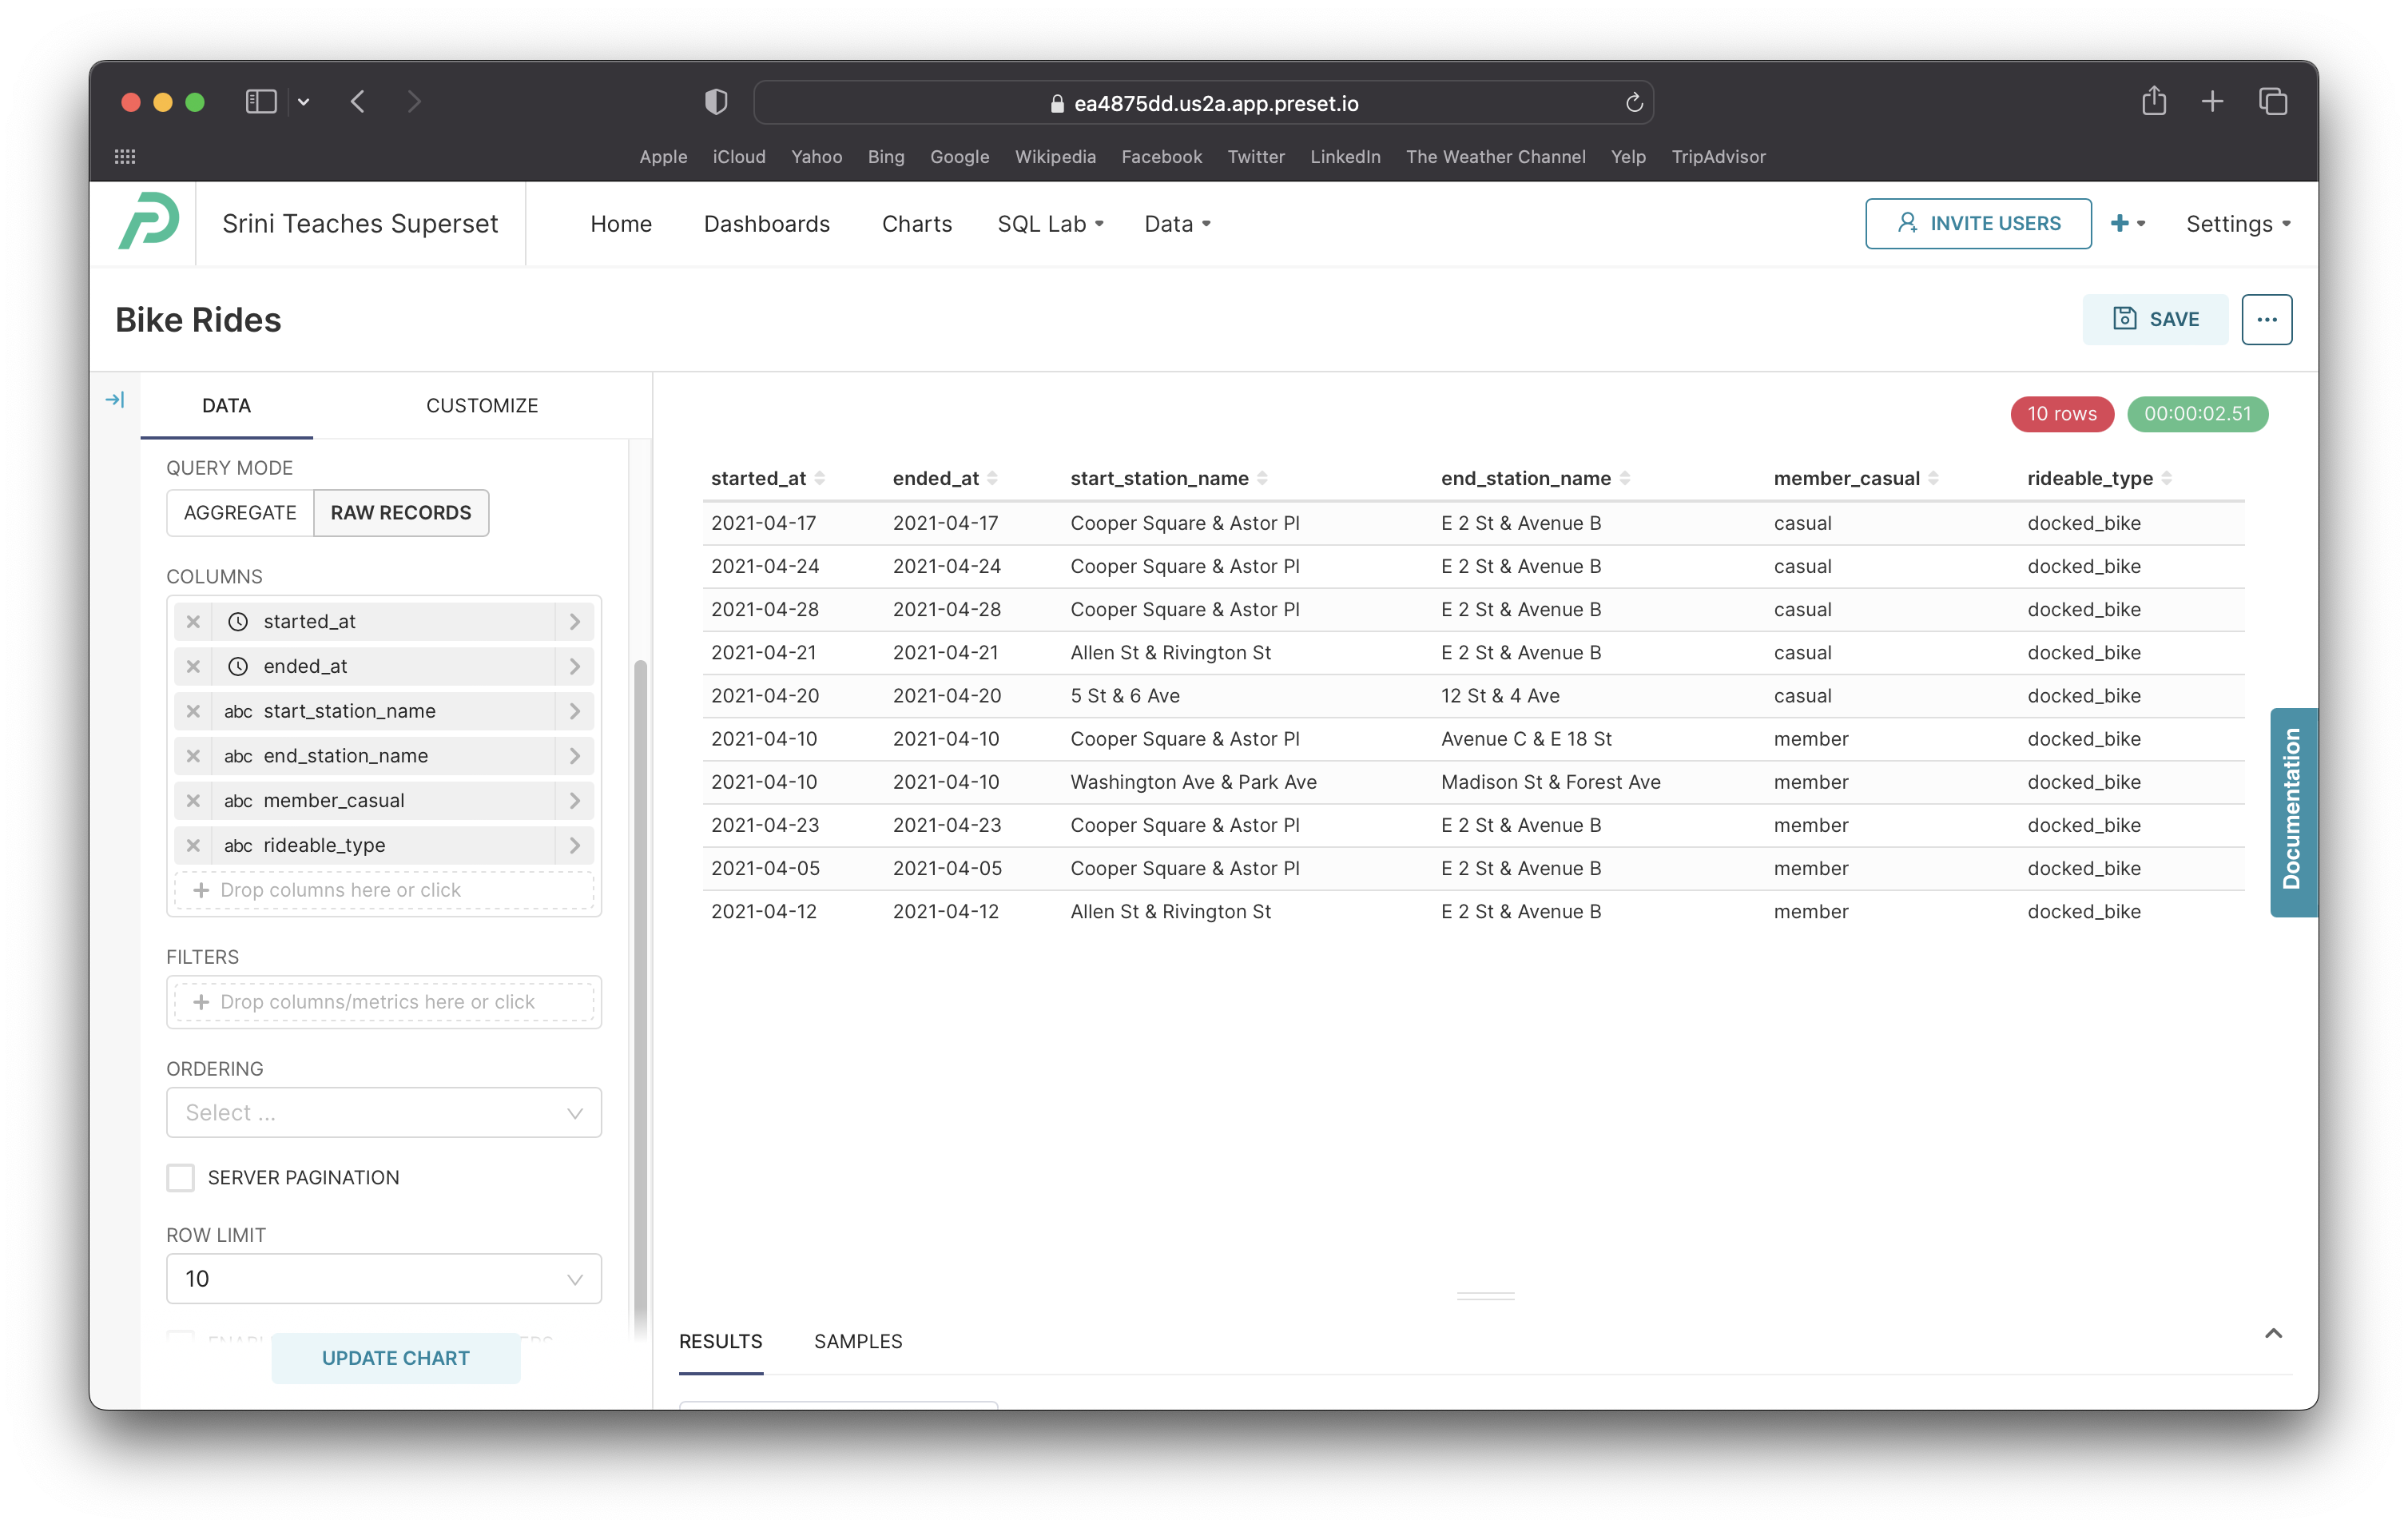 ea4875dd.us2a.app.preset.io
Apple iCloud Yahoo Bing Google Wikipedia Facebook Twitter LinkedIn The Weather Channel Yelp TripAdvisor
Srini Teaches Superset Home Dashboards Charts SQL Lab Data INVITE USERS Settings
Bike Rides SAVE
DATA CUSTOMIZE
QUERY MODE
AGGREGATE RAW RECORDS
COLUMNS
started_at
ended_at
abc start_station_name
abc end_station_name
abc member_casual
abc rideable_type
Drop columns here or click
FILTERS
Drop columns/metrics here or click
ORDERING
Select ...
SERVER PAGINATION
ROW LIMIT
10
UPDATE CHART
10 rows 00:00:02.51
started_at ended_at start_station_name end_station_name member_casual rideable_type
2021-04-17 2021-04-17 Cooper Square & Astor Pl E 2 St & Avenue B casual docked_bike
2021-04-24 2021-04-24 Cooper Square & Astor Pl E 2 St & Avenue B casual docked_bike
2021-04-28 2021-04-28 Cooper Square & Astor Pl E 2 St & Avenue B casual docked_bike
2021-04-21 2021-04-21 Allen St & Rivington St E 2 St & Avenue B casual docked_bike
2021-04-20 2021-04-20 5 St & 6 Ave 12 St & 4 Ave casual docked_bike
2021-04-10 2021-04-10 Cooper Square & Astor Pl Avenue C & E 18 St member docked_bike
2021-04-10 2021-04-10 Washington Ave & Park Ave Madison St & Forest Ave member docked_bike
2021-04-23 2021-04-23 Cooper Square & Astor Pl E 2 St & Avenue B member docked_bike
2021-04-05 2021-04-05 Cooper Square & Astor Pl E 2 St & Avenue B member docked_bike
2021-04-12 2021-04-12 Allen St & Rivington St E 2 St & Avenue B member docked_bike
Documentation
RESULTS SAMPLES